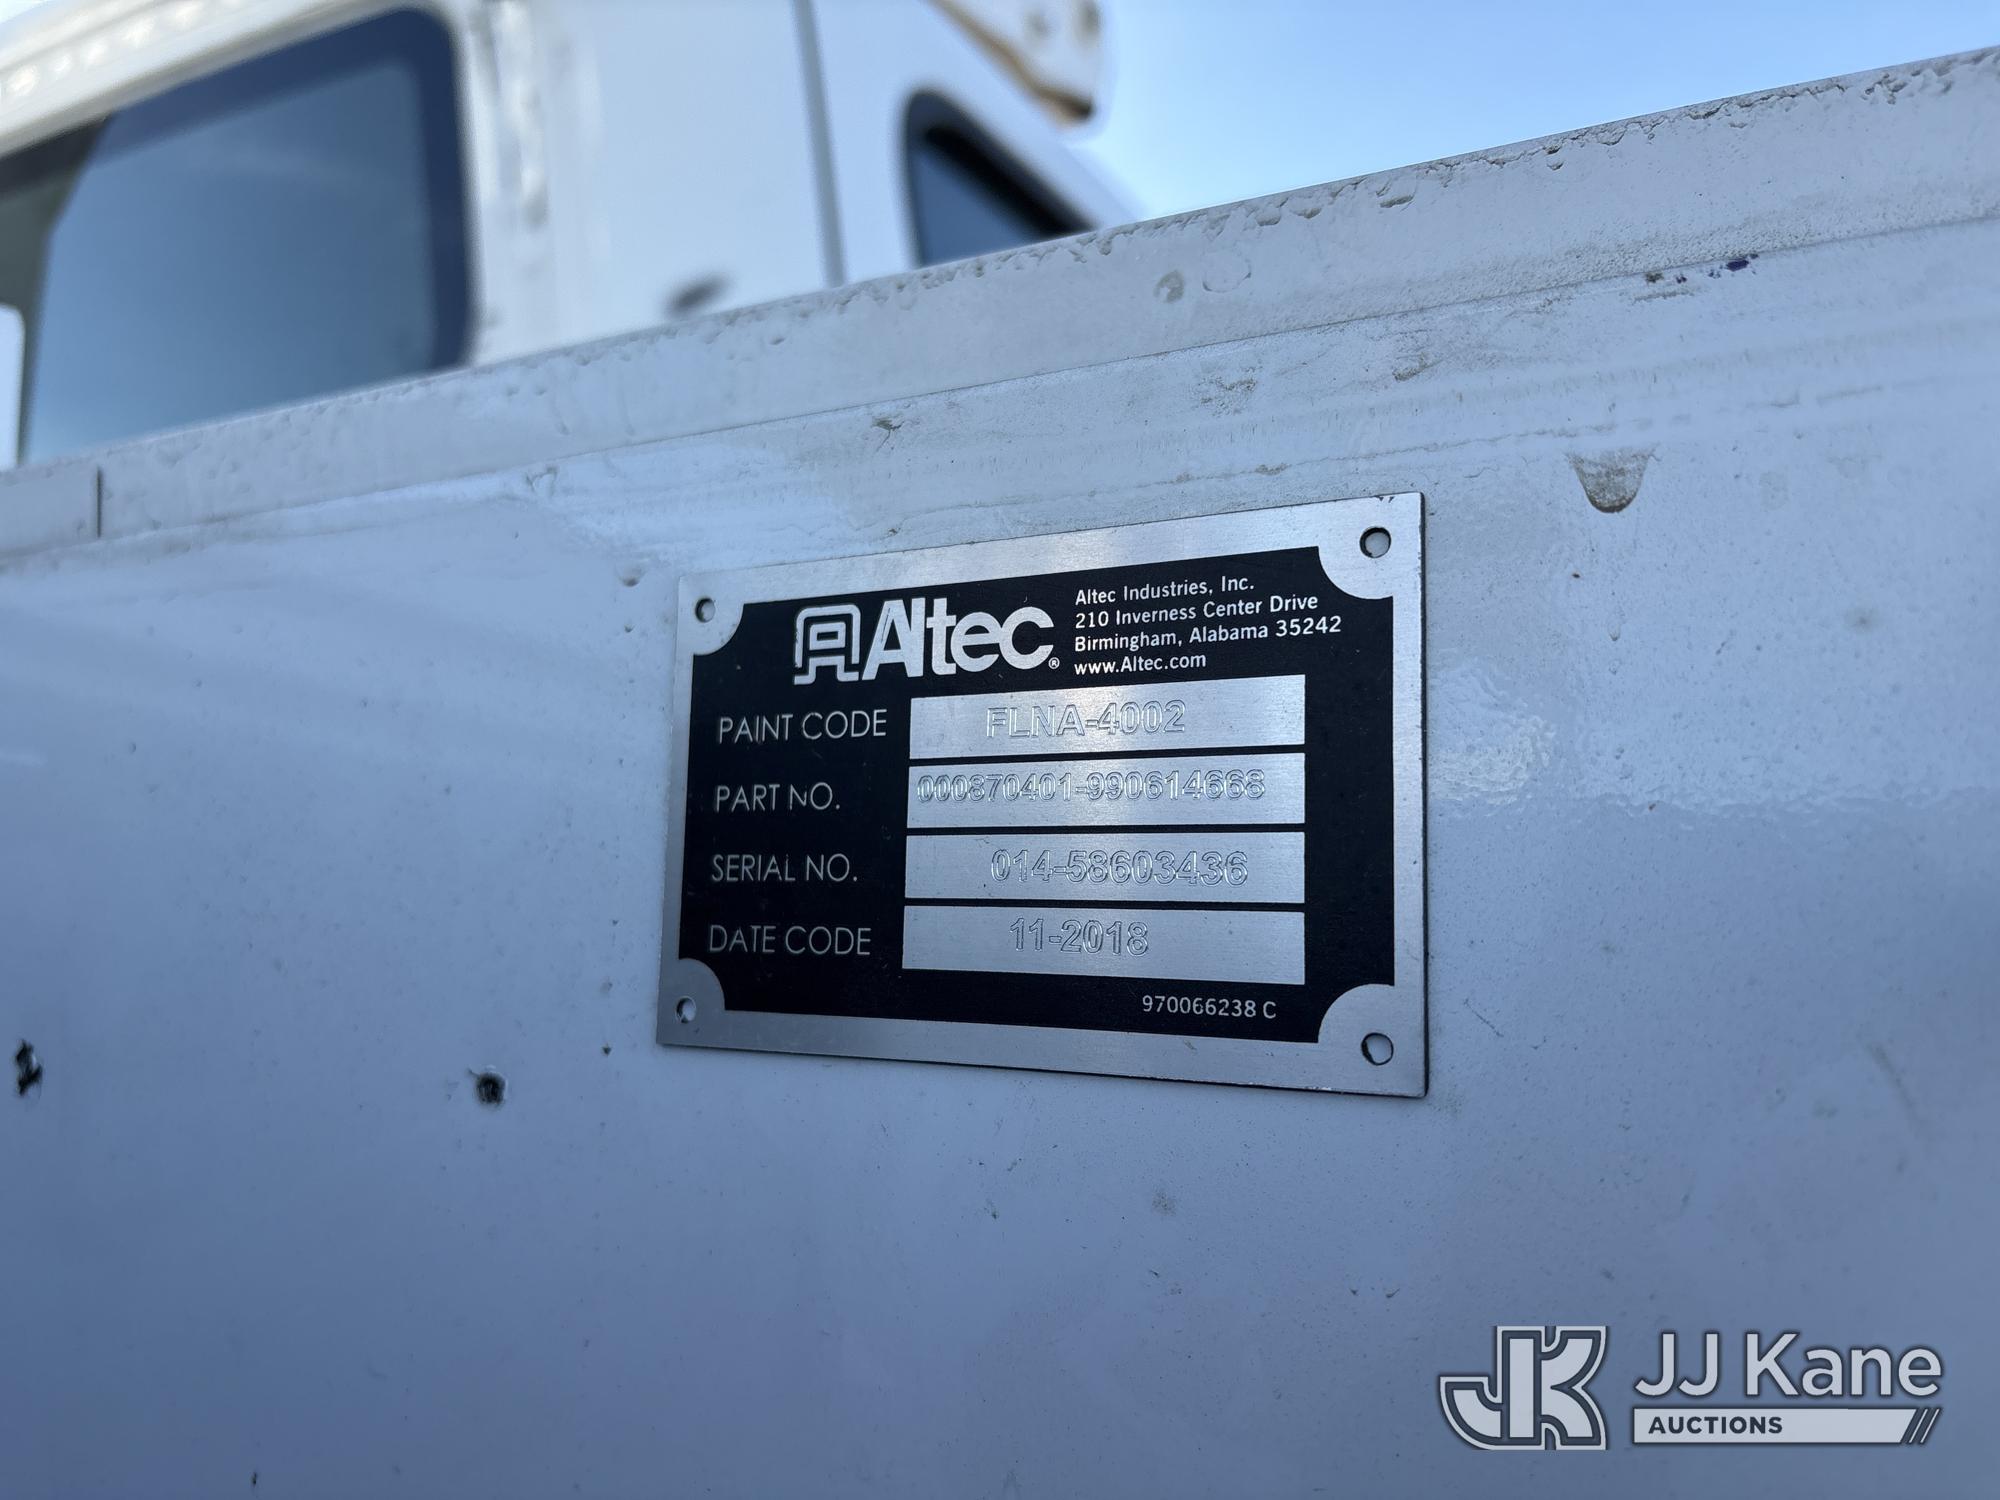 Altec®
Altec Industries, Inc.
210 Inverness Center Drive
Birmingham, Alabama 35242
www.Altec.com
PAINT CODE FLNA-4002
PART NO. 000870401-990614668
SERIAL NO. 014-58603436
DATE CODE 11-2018
970066238 C
JK JJ Kane
AUCTIONS